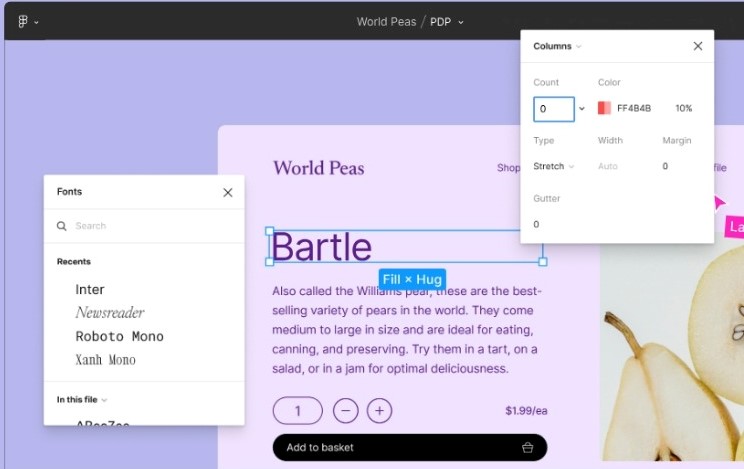 World Peas / PDP
Columns
Count
Color
0
FF4B4B
10%
Type
Width
Margin
Stretch
Auto
0
Gutter
0
World Peas
Shop
file
Fonts
Search
Recents
Inter
Newsreader
Roboto Mono
Xanh Mono
In this file
ABeeZee
Bartle
Fill × Hug
Also called the Williams pear, these are the best-
selling variety of pears in the world. They come
medium to large in size and are ideal for eating,
canning, and preserving. Try them in a tart, on a
salad, or in a jam for optimal deliciousness.
1
$1.99/ea
Add to basket
La